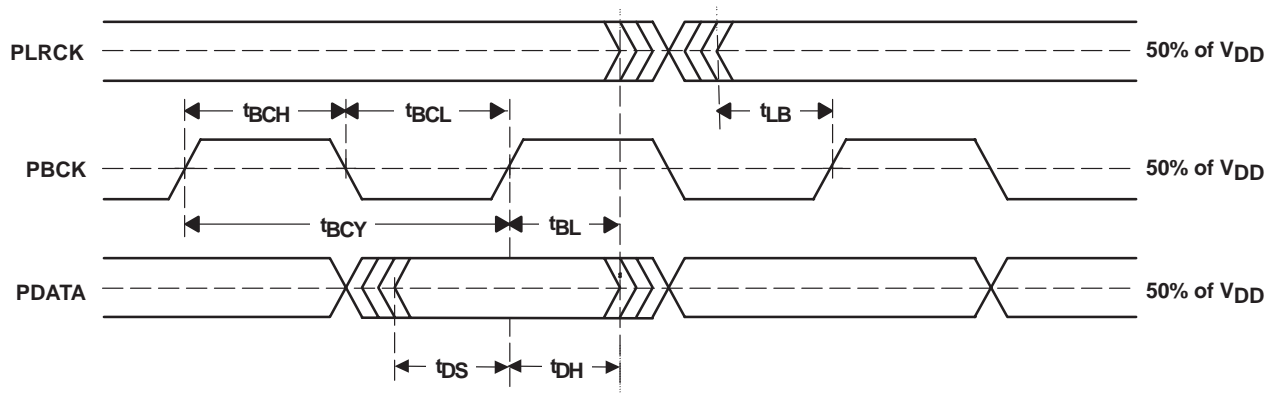 PLRCK
50% of VDD
tBCH
tBCL
tLB
PBCK
50% of VDD
tBCY
tBL
PDATA
50% of VDD
tDS
tDH